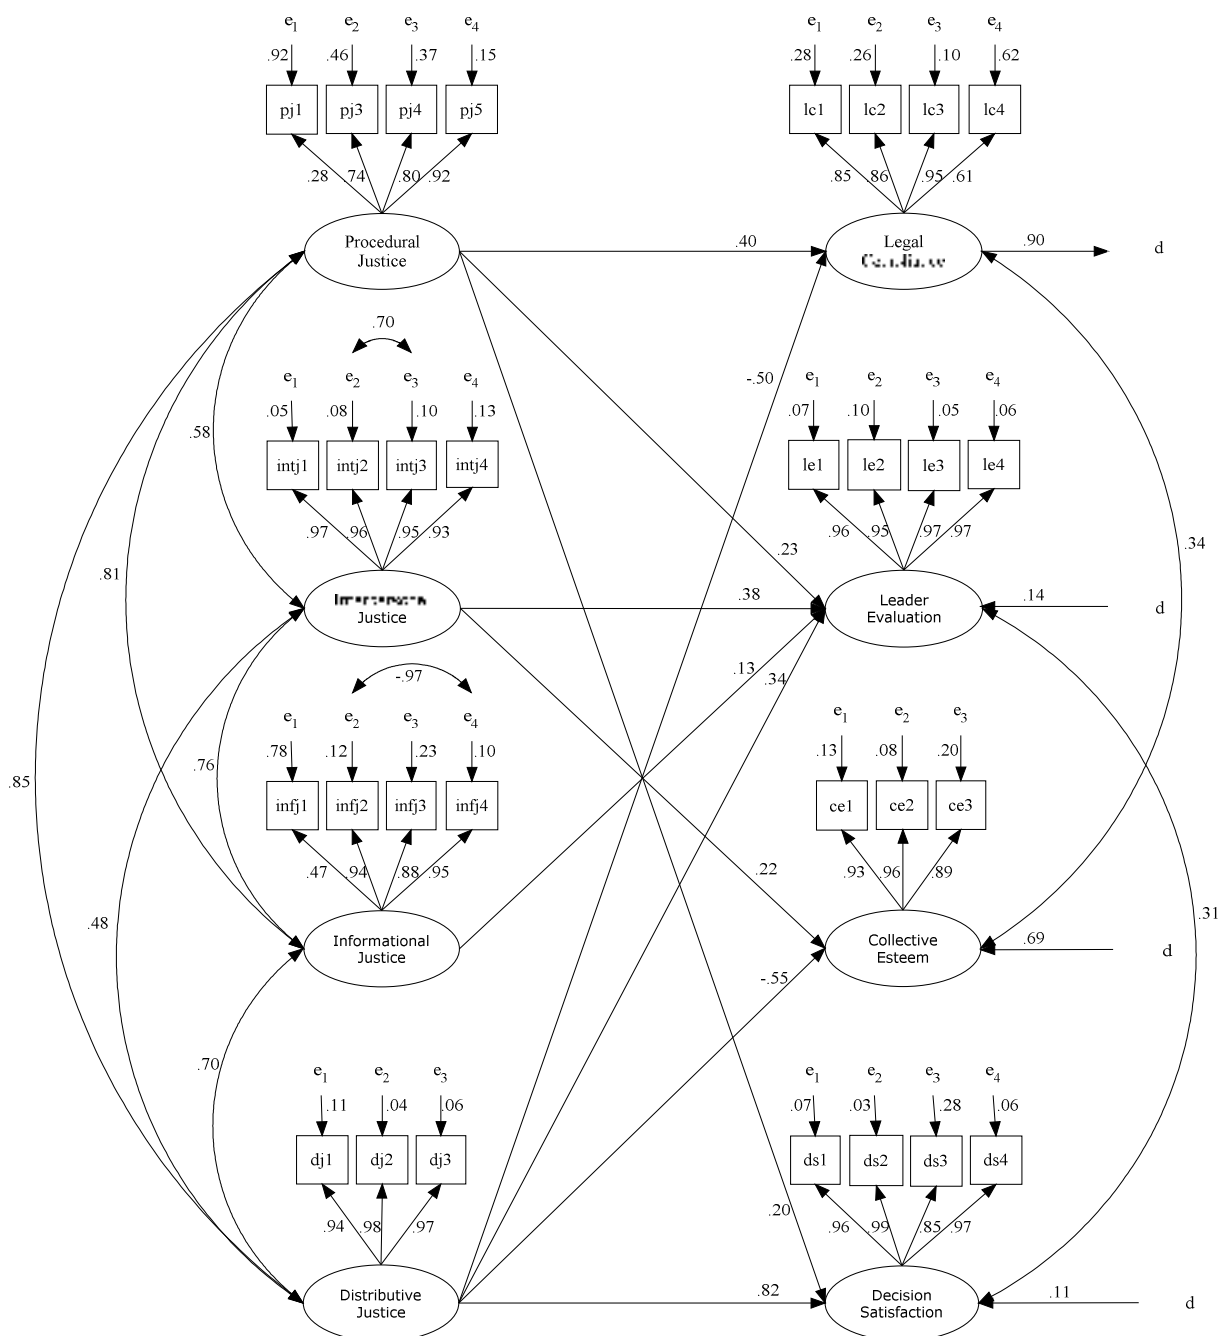 e1 e2 e3 e4 e1 e2 e3 e4
.92 .46 .37 .15 .28 .26 .10 .62
pj1 pj3 pj4 pj5 lc1 lc2 lc3 lc4
.28 .74 .80 .92 .85 .86 .95 .61
Procedural
Justice
.40
Legal
.90
d
.70
-.50
e1 e2 e3 e4 e1 e2 e3 e4
.05 .08 .10 .13 .07 .10 .05 .06
.58
intj1 intj2 intj3 intj4 le1 le2 le3 le4
.97 .96 .95 .93 .96 .95 .97 .97
.81
.23
.34
Justice
.38
Leader
Evaluation
.14
d
-.97
.13 .34
e1 e2 e3 e4 e1 e2 e3
.78 .12 .23 .10 .13 .08 .20
.85
.76
infj1 infj2 infj3 infj4 ce1 ce2 ce3
.47 .94 .88 .95 .93 .96 .89
.22
.48
.31
Informational
Justice
Collective
Esteem
.69
d
-.55
.70
e1 e2 e3 e1 e2 e3 e4
.11 .04 .06 .07 .03 .28 .06
dj1 dj2 dj3 ds1 ds2 ds3 ds4
.94 .98 .97 .96 .99 .85 .97
.20
Distributive
Justice
.82
Decision
Satisfaction
.11
d